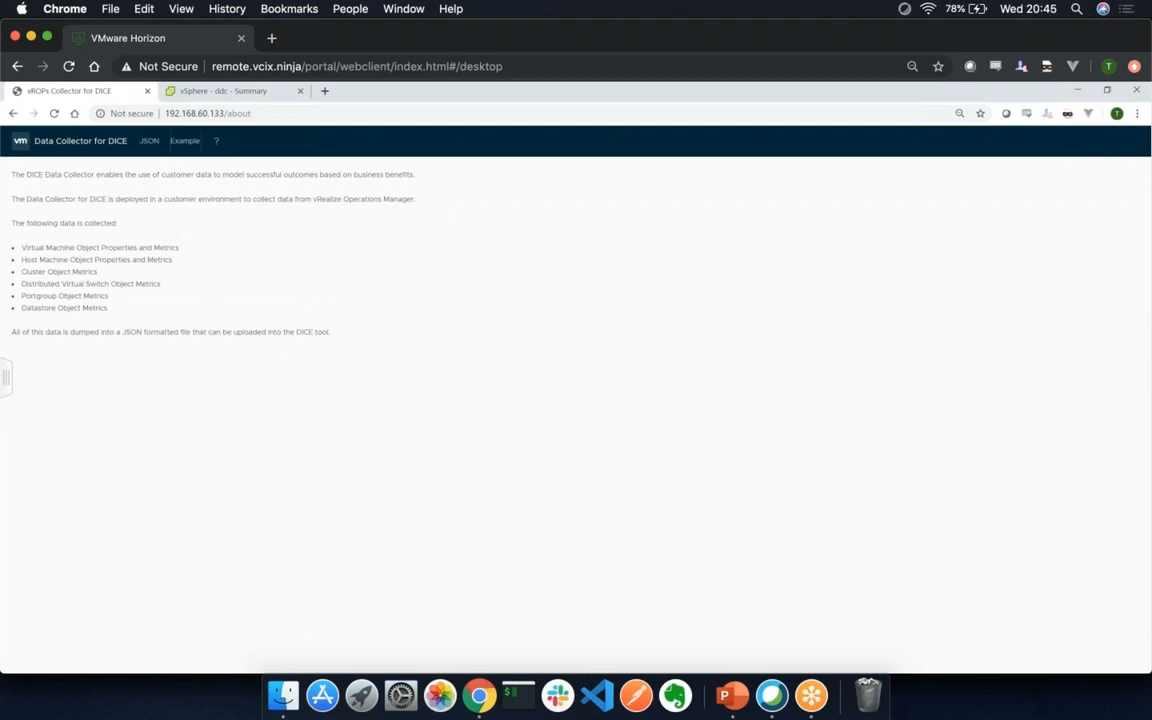 Chrome File Edit View History Bookmarks People Window Help 78% Wed 20:45
VMware Horizon
Not Secure remote.vcix.ninja/portal/webclient/index.html#/desktop T
vROPs Collector for DICE vSphere - ddc - Summary
Not secure 192.168.60.133/about T
vm Data Collector for DICE JSON Example ?
The DICE Data Collector enables the use of customer data to model successful outcomes based on business benefits.
The Data Collector for DICE is deployed in a customer environment to collect data from vRealize Operations Manager.
The following data is collected:
Virtual Machine Object Properties and Metrics
Host Machine Object Properties and Metrics
Cluster Object Metrics
Distributed Virtual Switch Object Metrics
Portgroup Object Metrics
Datastore Object Metrics
All of this data is dumped into a JSON formatted file that can be uploaded into the DICE tool.